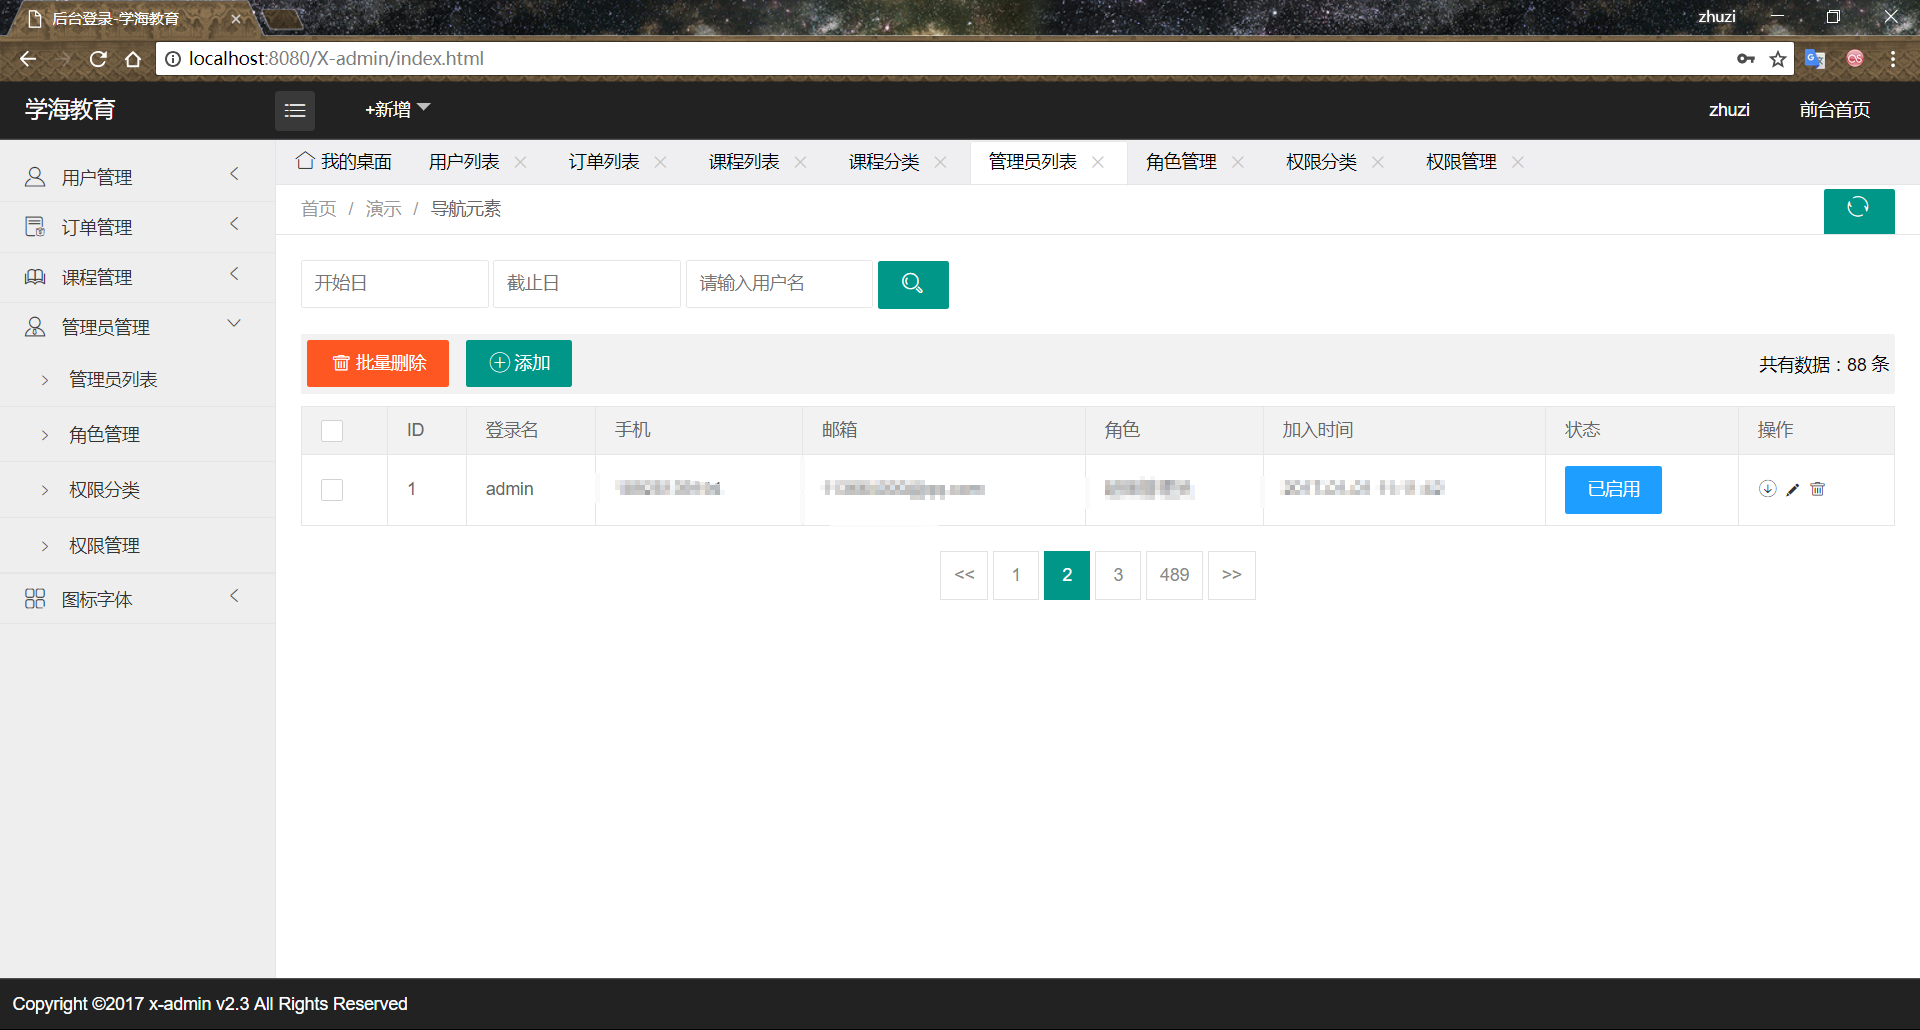 后台登录-学海教育
zhuzi
localhost:8080/X-admin/index.html
学海教育
+新增
zhuzi
前台首页
用户管理
订单管理
课程管理
管理员管理
管理员列表
角色管理
权限分类
权限管理
图标字体
我的桌面 用户列表 订单列表 课程列表 课程分类 管理员列表 角色管理 权限分类 权限管理
首页 / 演示 / 导航元素
开始日 截止日 请输入用户名
批量删除 添加 共有数据：88 条
ID 登录名 手机 邮箱 角色 加入时间 状态 操作
1 admin 已启用
<< 1 2 3 489 >>
Copyright ©2017 x-admin v2.3 All Rights Reserved